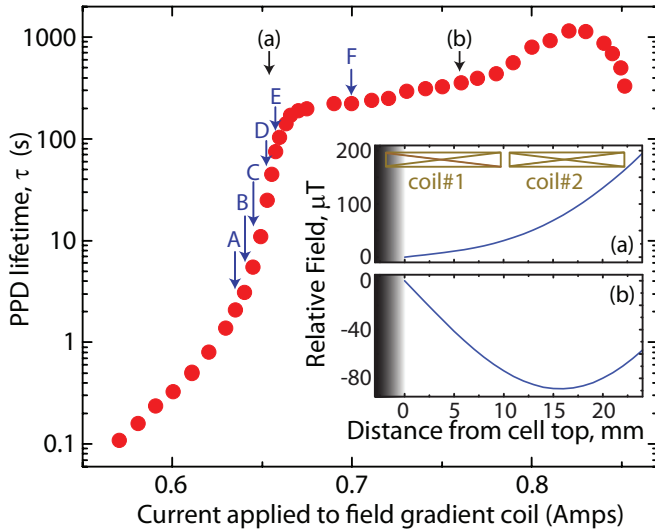 1000
100
10
1
0.1
PPD lifetime, τ (s)
(a)
(b)
F
E
D
C
B
A
200
100
0
coil#1
coil#2
(a)
Relative Field, μT
0
-40
-80
(b)
0
5
10
15
20
Distance from cell top, mm
0.6
0.7
0.8
Current applied to field gradient coil (Amps)